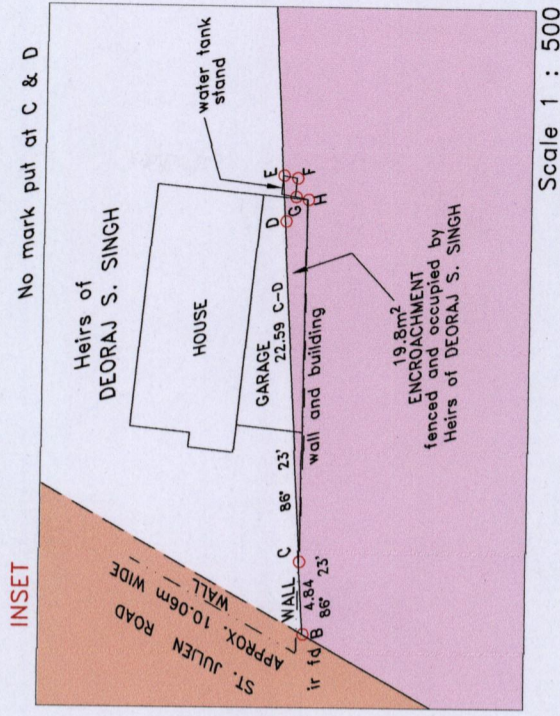 INSET
No mark put at C & D
Heirs of
DEORAJ S. SINGH
HOUSE
GARAGE
water tank
stand
ST. JULIEN ROAD
APPROX. 10.06m WIDE
WALL
WALL
ir fd B
4.84
86° 23'
C
86° 23'
22.59 C-D
D
E
F
G
H
wall and building
19.8m²
ENCROACHMENT
fenced and occupied by
Heirs of DEORAJ S. SINGH
Scale 1 : 500